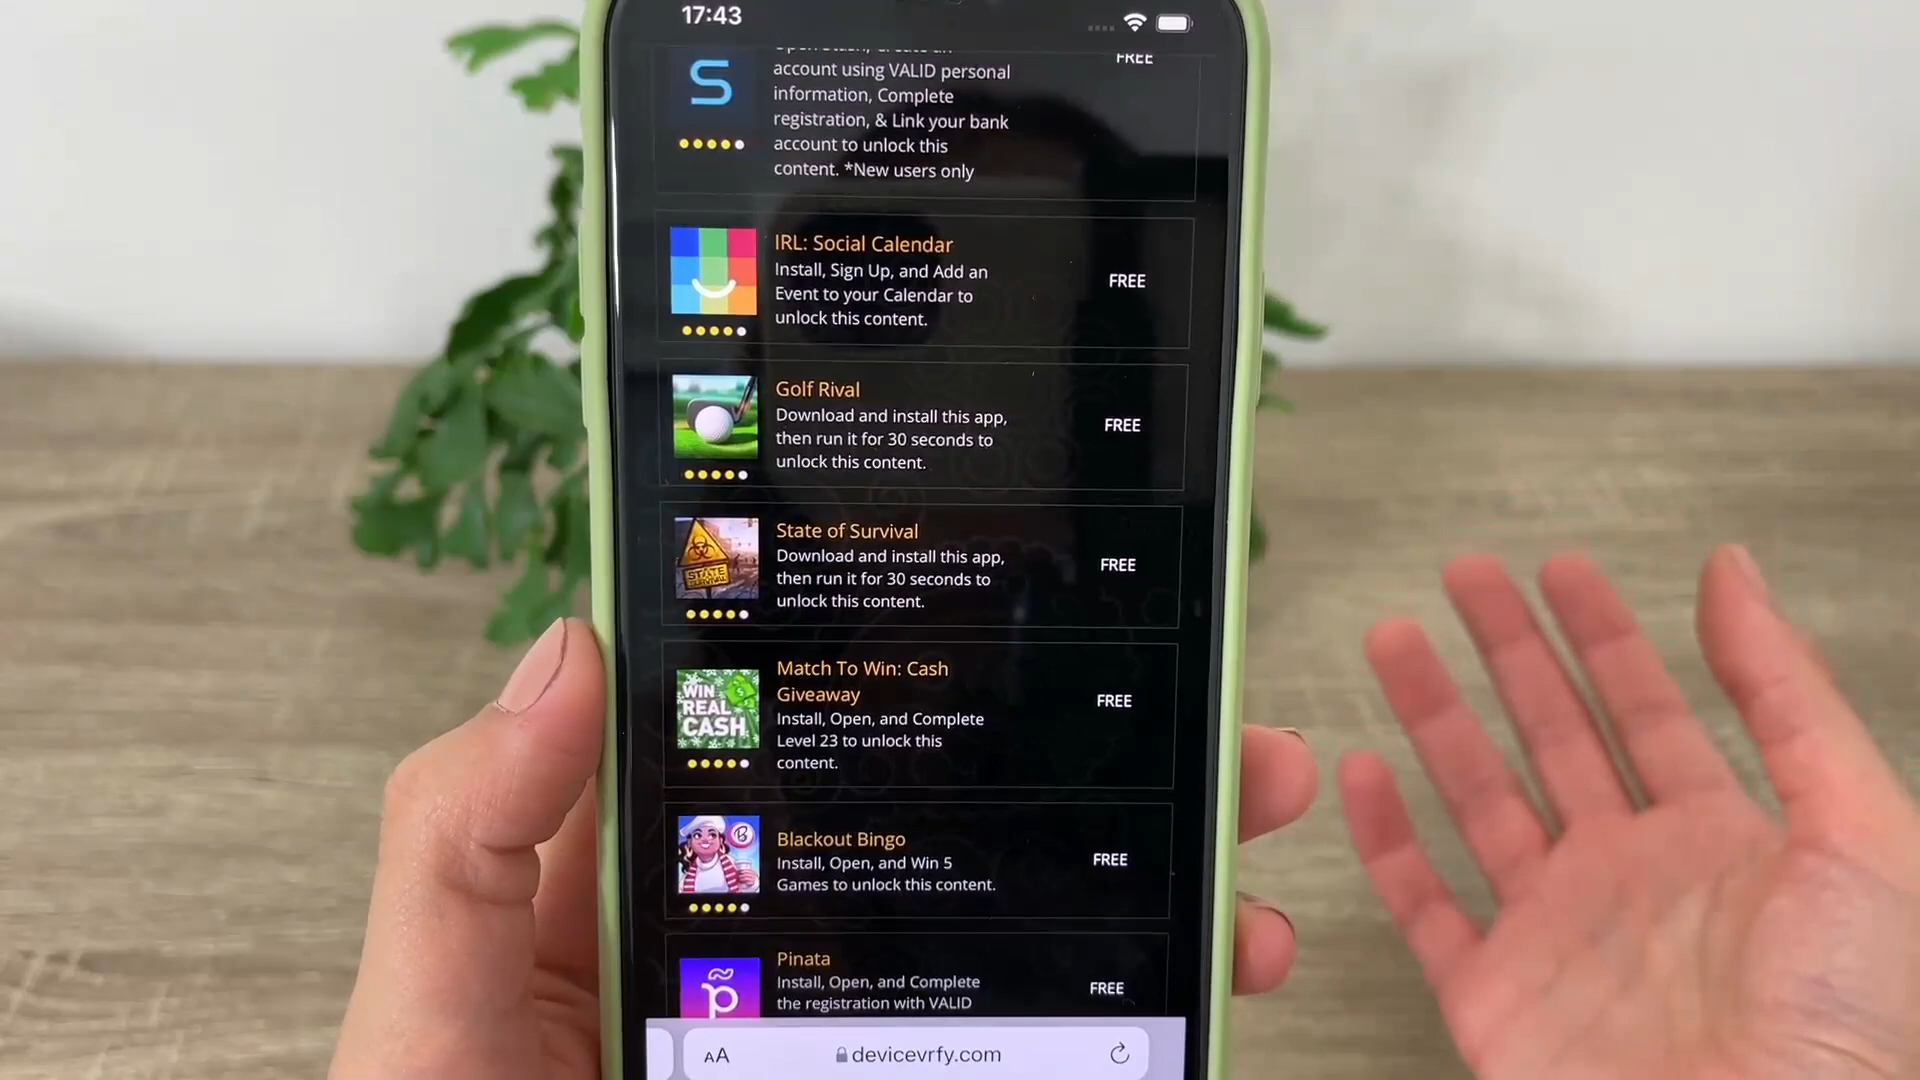 17:43
FREE
account using VALID personal
information, Complete
registration, & Link your bank
account to unlock this
content. *New users only
S
IRL: Social Calendar
Install, Sign Up, and Add an
Event to your Calendar to
unlock this content.
FREE
Golf Rival
Download and install this app,
then run it for 30 seconds to
unlock this content.
FREE
State of Survival
Download and install this app,
then run it for 30 seconds to
unlock this content.
FREE
STATE
SURVIVAL
Match To Win: Cash
Giveaway
Install, Open, and Complete
Level 23 to unlock this
content.
FREE
WIN
REAL
CASH
Blackout Bingo
Install, Open, and Win 5
Games to unlock this content.
FREE
B
Pinata
Install, Open, and Complete
the registration with VALID
FREE
p̃
AA
devicevrfy.com